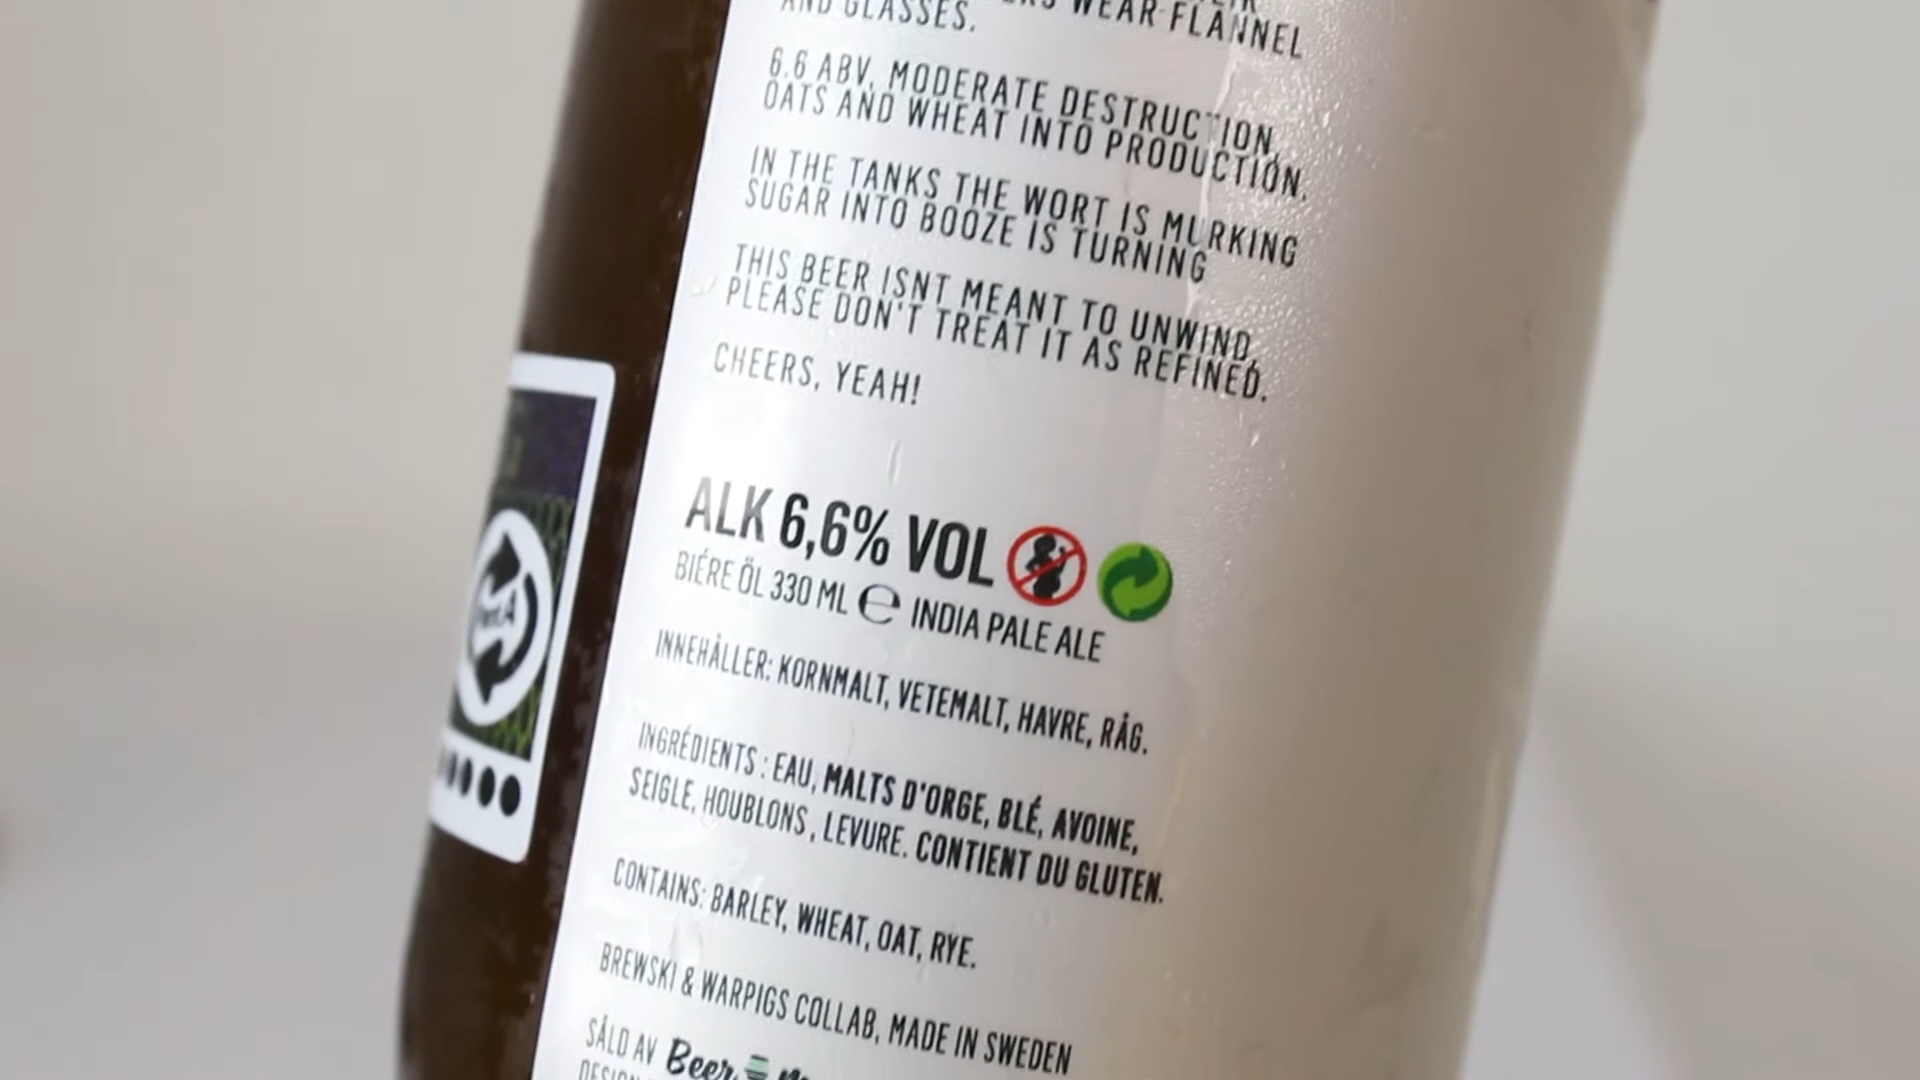 WEAR FLANNEL
AND GLASSES.
6.6 ABV, MODERATE DESTRUCTION,
OATS AND WHEAT INTO PRODUCTION.
IN THE TANKS THE WORT IS MURKING
SUGAR INTO BOOZE IS TURNING
THIS BEER ISNT MEANT TO UNWIND,
PLEASE DON'T TREAT IT AS REFINED.
CHEERS, YEAH!
ALK 6,6% VOL
BIÉRE ÖL 330 ML ℮ INDIA PALE ALE
INNEHÅLLER: KORNMALT, VETEMALT, HAVRE, RÅG.
INGRÉDIENTS : EAU, MALTS D'ORGE, BLÉ, AVOINE,
SEIGLE, HOUBLONS, LEVURE. CONTIENT DU GLUTEN.
CONTAINS: BARLEY, WHEAT, OAT, RYE.
BREWSKI & WARPIGS COLLAB, MADE IN SWEDEN
SÅLD AV Beer